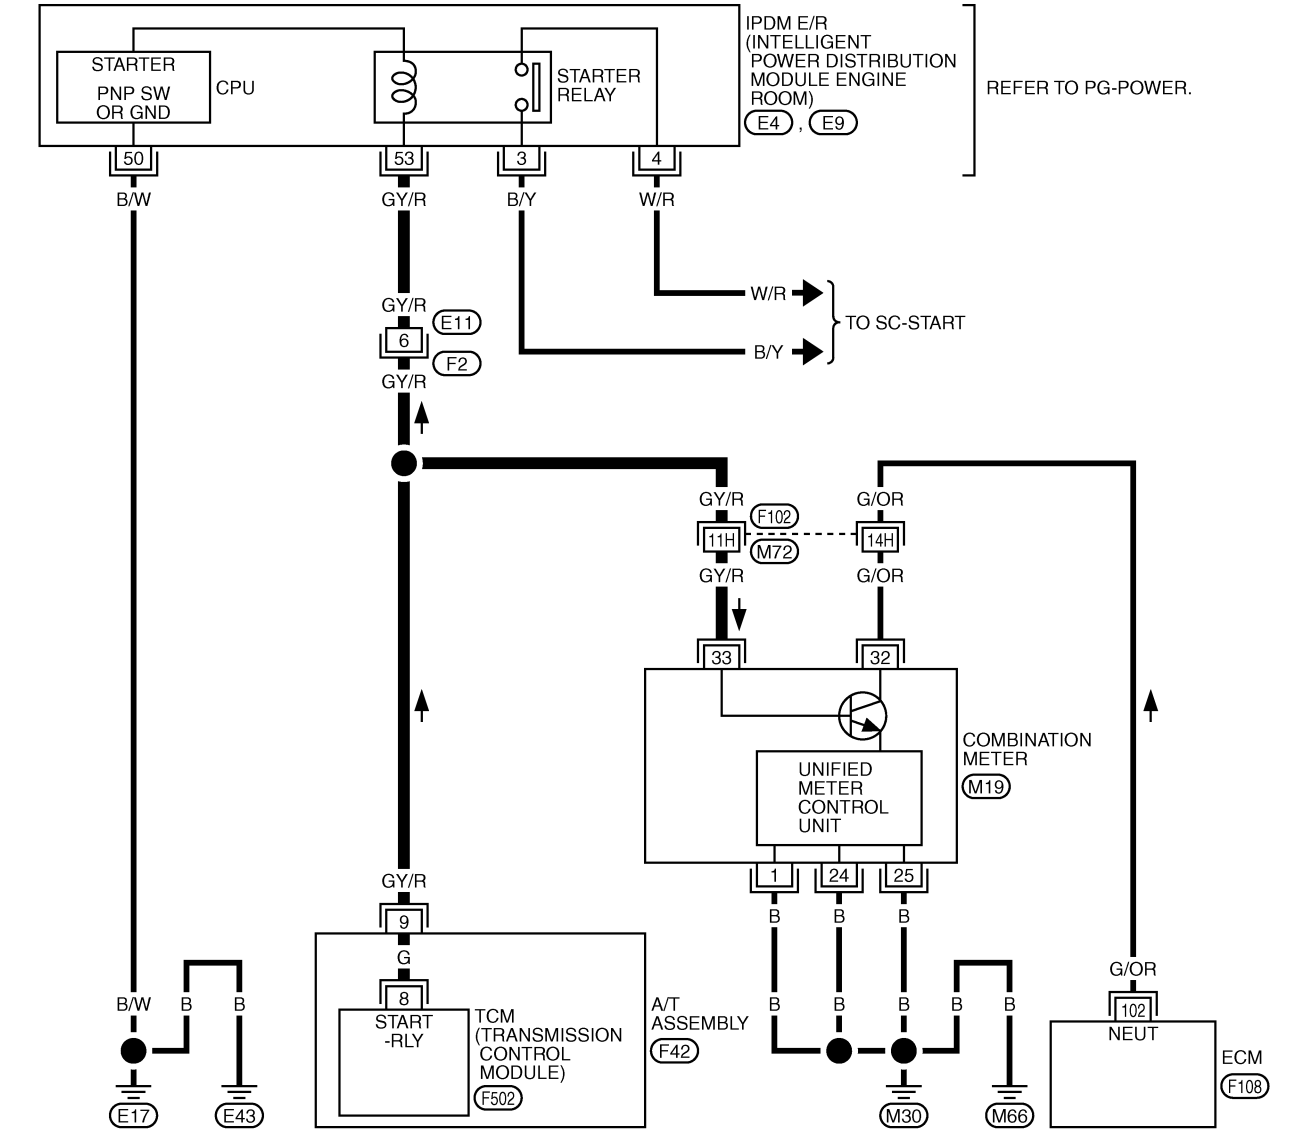 IPDM E/R
(INTELLIGENT
POWER DISTRIBUTION
MODULE ENGINE
ROOM)
E4 , E9
REFER TO PG-POWER.
STARTER
PNP SW
OR GND
CPU
STARTER
RELAY
50
53
3
4
B/W
GY/R
B/Y
W/R
W/R
B/Y
TO SC-START
GY/R
E11
6
F2
GY/R
GY/R
F102
11H
M72
GY/R
G/OR
14H
G/OR
33
32
COMBINATION
METER
M19
UNIFIED
METER
CONTROL
UNIT
1
24
25
B
B
B
GY/R
9
G
8
START
-RLY
TCM
(TRANSMISSION
CONTROL
MODULE)
F502
A/T
ASSEMBLY
F42
B/W
B
B
E17
E43
B
B
B
B
B
M30
M66
G/OR
102
NEUT
ECM
F108